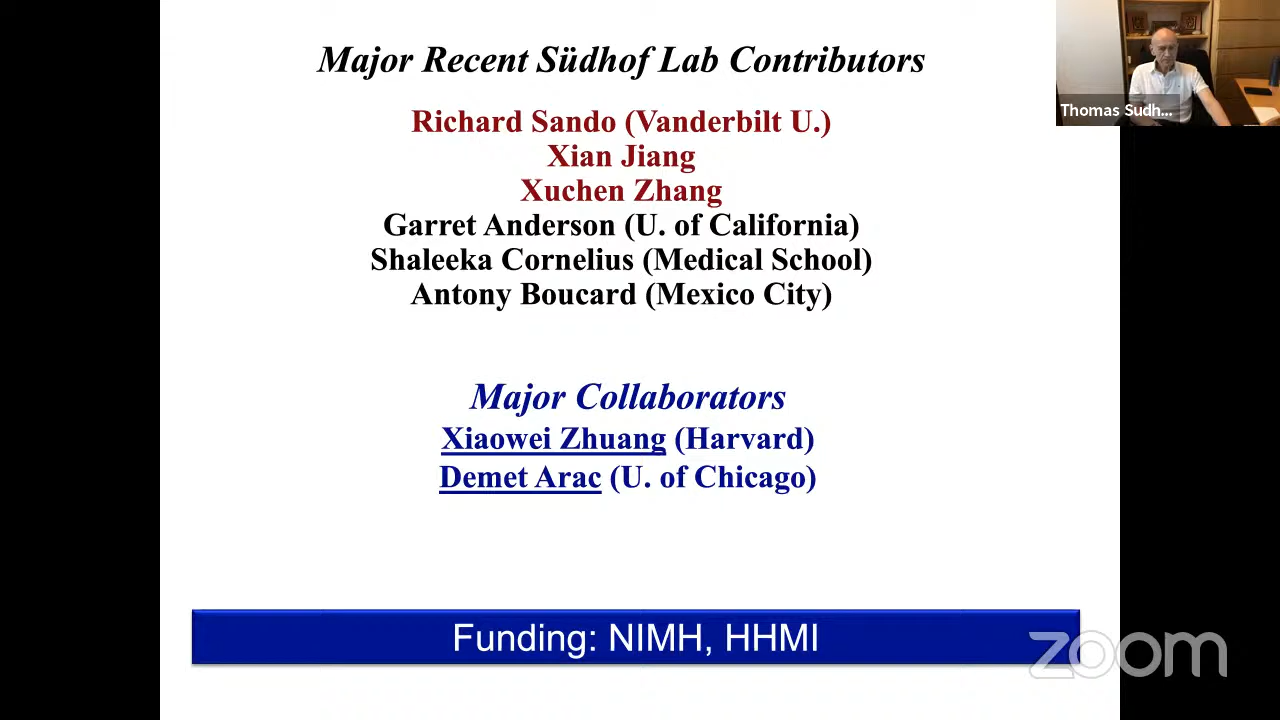 Major Recent Südhof Lab Contributors
Richard Sando (Vanderbilt U.)
Xian Jiang
Xuchen Zhang
Garret Anderson (U. of California)
Shaleeka Cornelius (Medical School)
Antony Boucard (Mexico City)
Major Collaborators
Xiaowei Zhuang (Harvard)
Demet Arac (U. of Chicago)
Funding: NIMH, HHMI
Thomas Sudh...
zoom